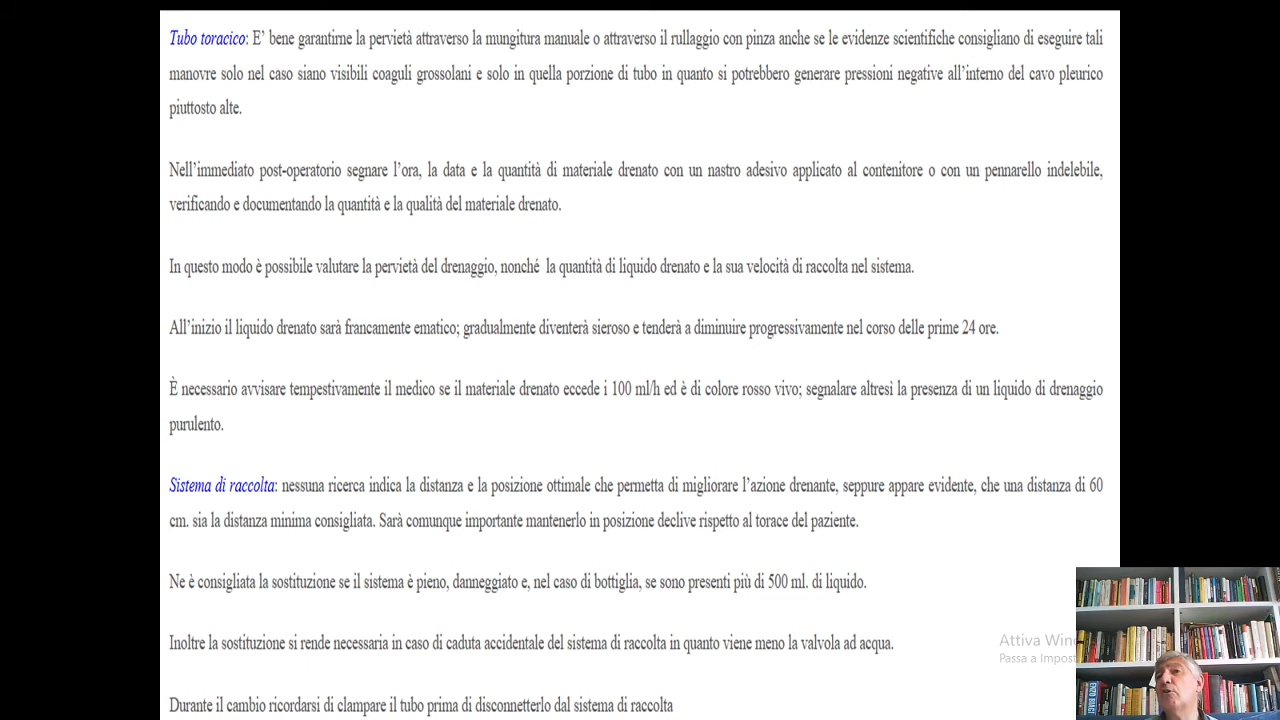 Tubo toracico: E’ bene garantirne la pervietà attraverso la mungitura manuale o attraverso il rullaggio con pinza anche se le evidenze scientifiche consigliano di eseguire tali
manovre solo nel caso siano visibili coaguli grossolani e solo in quella porzione di tubo in quanto si potrebbero generare pressioni negative all’interno del cavo pleurico
piuttosto alte.
Nell’immediato post-operatorio segnare l’ora, la data e la quantità di materiale drenato con un nastro adesivo applicato al contenitore o con un pennarello indelebile,
verificando e documentando la quantità e la qualità del materiale drenato.
In questo modo è possibile valutare la pervietà del drenaggio, nonché la quantità di liquido drenato e la sua velocità di raccolta nel sistema.
All’inizio il liquido drenato sarà francamente ematico; gradualmente diventerà sieroso e tenderà a diminuire progressivamente nel corso delle prime 24 ore.
È necessario avvisare tempestivamente il medico se il materiale drenato eccede i 100 ml/h ed è di colore rosso vivo; segnalare altresì la presenza di un liquido di drenaggio
purulento.
Sistema di raccolta: nessuna ricerca indica la distanza e la posizione ottimale che permetta di migliorare l’azione drenante, seppure appare evidente, che una distanza di 60
cm. sia la distanza minima consigliata. Sarà comunque importante mantenerlo in posizione declive rispetto al torace del paziente.
Ne è consigliata la sostituzione se il sistema è pieno, danneggiato e, nel caso di bottiglia, se sono presenti più di 500 ml. di liquido.
Inoltre la sostituzione si rende necessaria in caso di caduta accidentale del sistema di raccolta in quanto viene meno la valvola ad acqua.
Attiva Win
Passa a Impost
Durante il cambio ricordarsi di clampare il tubo prima di disconnetterlo dal sistema di raccolta